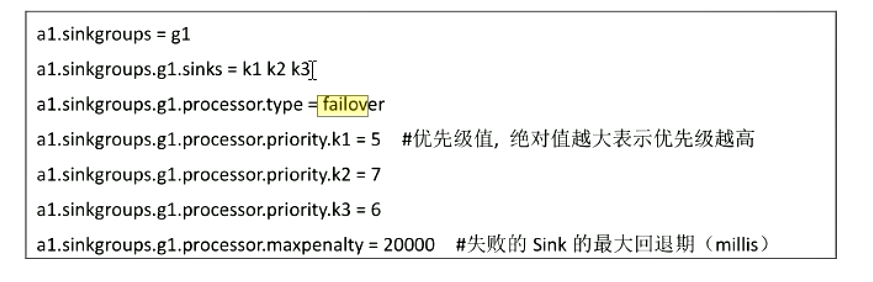 a1.sinkgroups = g1
a1.sinkgroups.g1.sinks = k1 k2 k3
a1.sinkgroups.g1.processor.type = failover
a1.sinkgroups.g1.processor.priority.k1 = 5 #优先级值, 绝对值越大表示优先级越高
a1.sinkgroups.g1.processor.priority.k2 = 7
a1.sinkgroups.g1.processor.priority.k3 = 6
a1.sinkgroups.g1.processor.maxpenalty = 20000 #失败的 Sink 的最大回退期（millis）